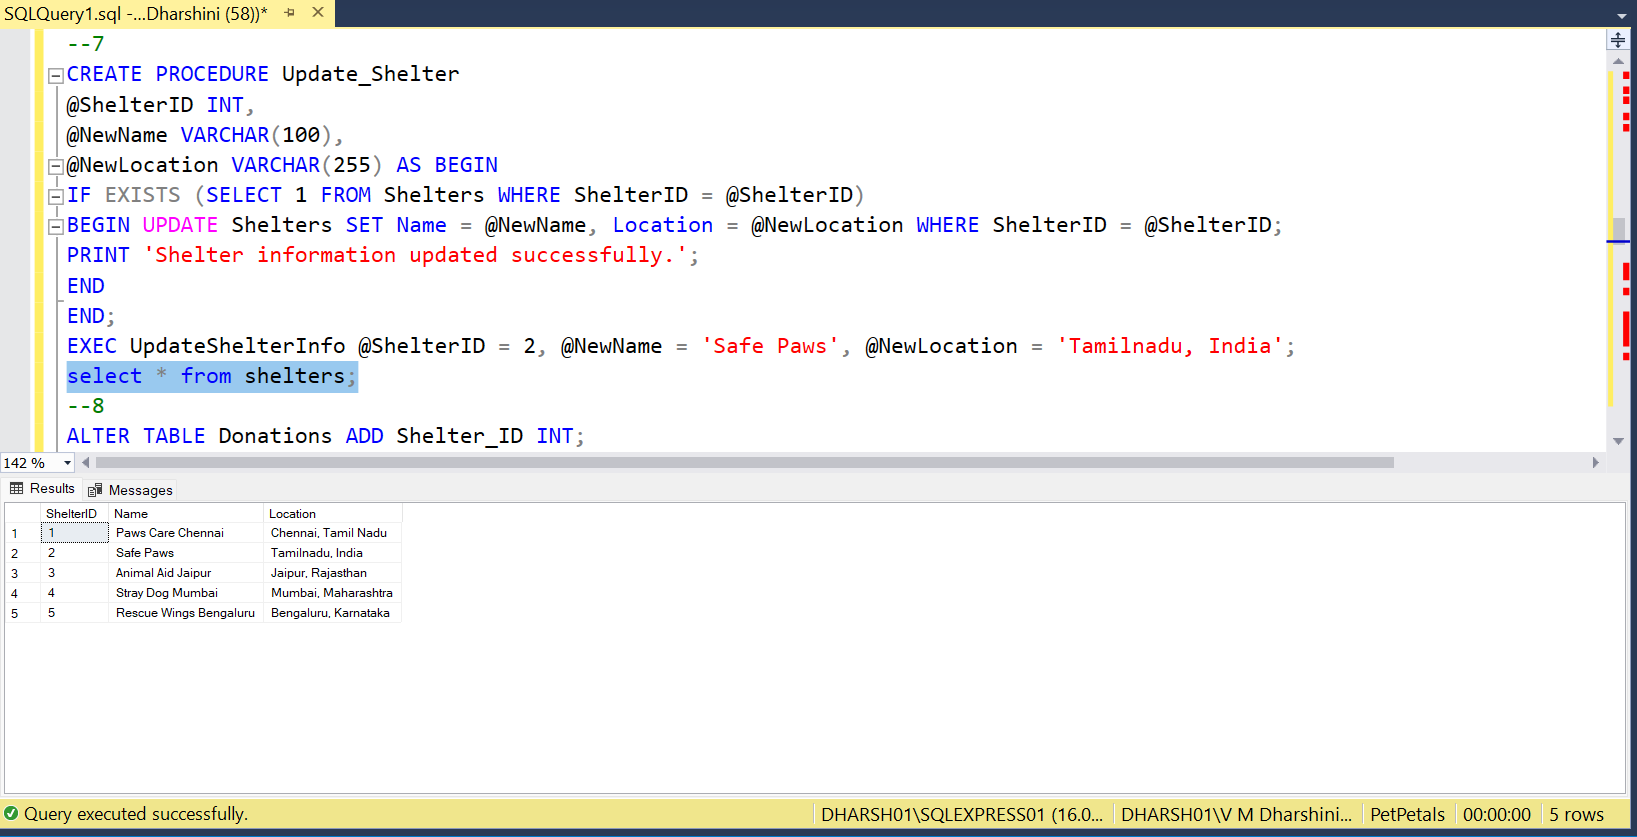 SQLQuery1.sql -...Dharshini (58))*
--7
CREATE PROCEDURE Update_Shelter
@ShelterID INT,
@NewName VARCHAR(100),
@NewLocation VARCHAR(255) AS BEGIN
IF EXISTS (SELECT 1 FROM Shelters WHERE ShelterID = @ShelterID)
BEGIN UPDATE Shelters SET Name = @NewName, Location = @NewLocation WHERE ShelterID = @ShelterID;
PRINT 'Shelter information updated successfully.';
END
END;
EXEC UpdateShelterInfo @ShelterID = 2, @NewName = 'Safe Paws', @NewLocation = 'Tamilnadu, India';
select * from shelters;
--8
ALTER TABLE Donations ADD Shelter_ID INT;
142 %
Results Messages
ShelterID Name Location
1 1 Paws Care Chennai Chennai, Tamil Nadu
2 2 Safe Paws Tamilnadu, India
3 3 Animal Aid Jaipur Jaipur, Rajasthan
4 4 Stray Dog Mumbai Mumbai, Maharashtra
5 5 Rescue Wings Bengaluru Bengaluru, Karnataka
Query executed successfully. DHARSH01\SQLEXPRESS01 (16.0... DHARSH01\V M Dharshini... PetPetals 00:00:00 5 rows